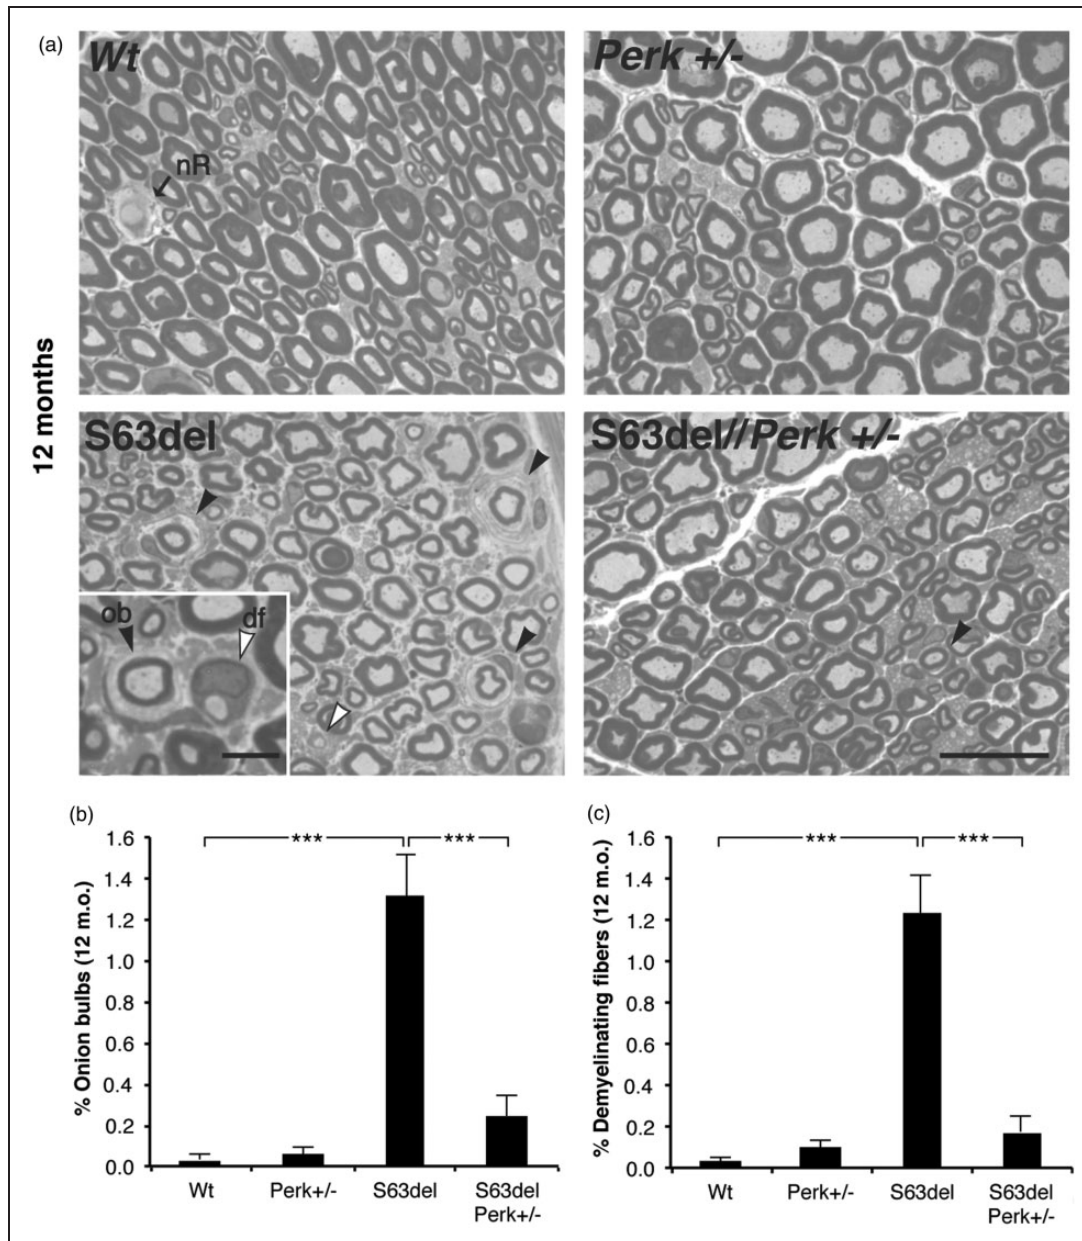 (a)
Wt
Perk +/-
nR
12 months
S63del
S63del//Perk +/-
ob
df
(b)
1.6
1.4
1.2
1.0
0.8
0.6
0.4
0.2
0.0
% Onion bulbs (12 m.o.)
***
***
Wt
Perk+/-
S63del
S63del
Perk+/-
(c)
1.6
1.4
1.2
1.0
0.8
0.6
0.4
0.2
0.0
% Demyelinating fibers (12 m.o.)
***
***
Wt
Perk+/-
S63del
S63del
Perk+/-